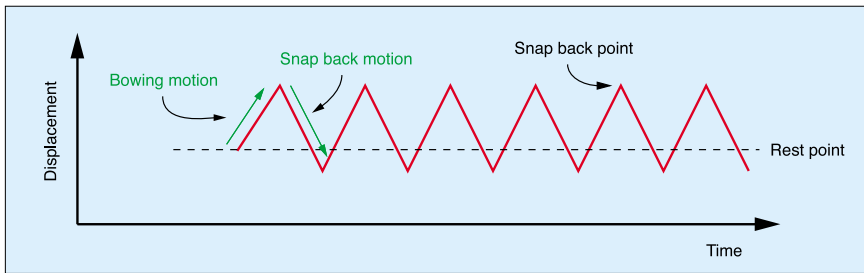 Snap back point
Snap back motion
Bowing motion
Displacement
Rest point
Time